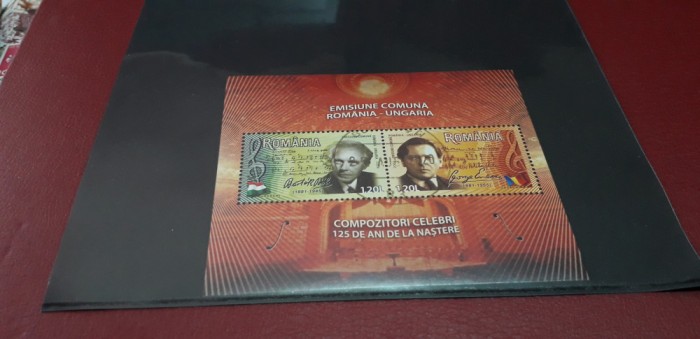 EMISIUNE COMUNĂ
ROMÂNIA - UNGARIA
ROMÂNIA
ROMÂNIA
1.20L
1.20L
COMPOZITORI CELEBRI
125 DE ANI DE LA NAȘTERE